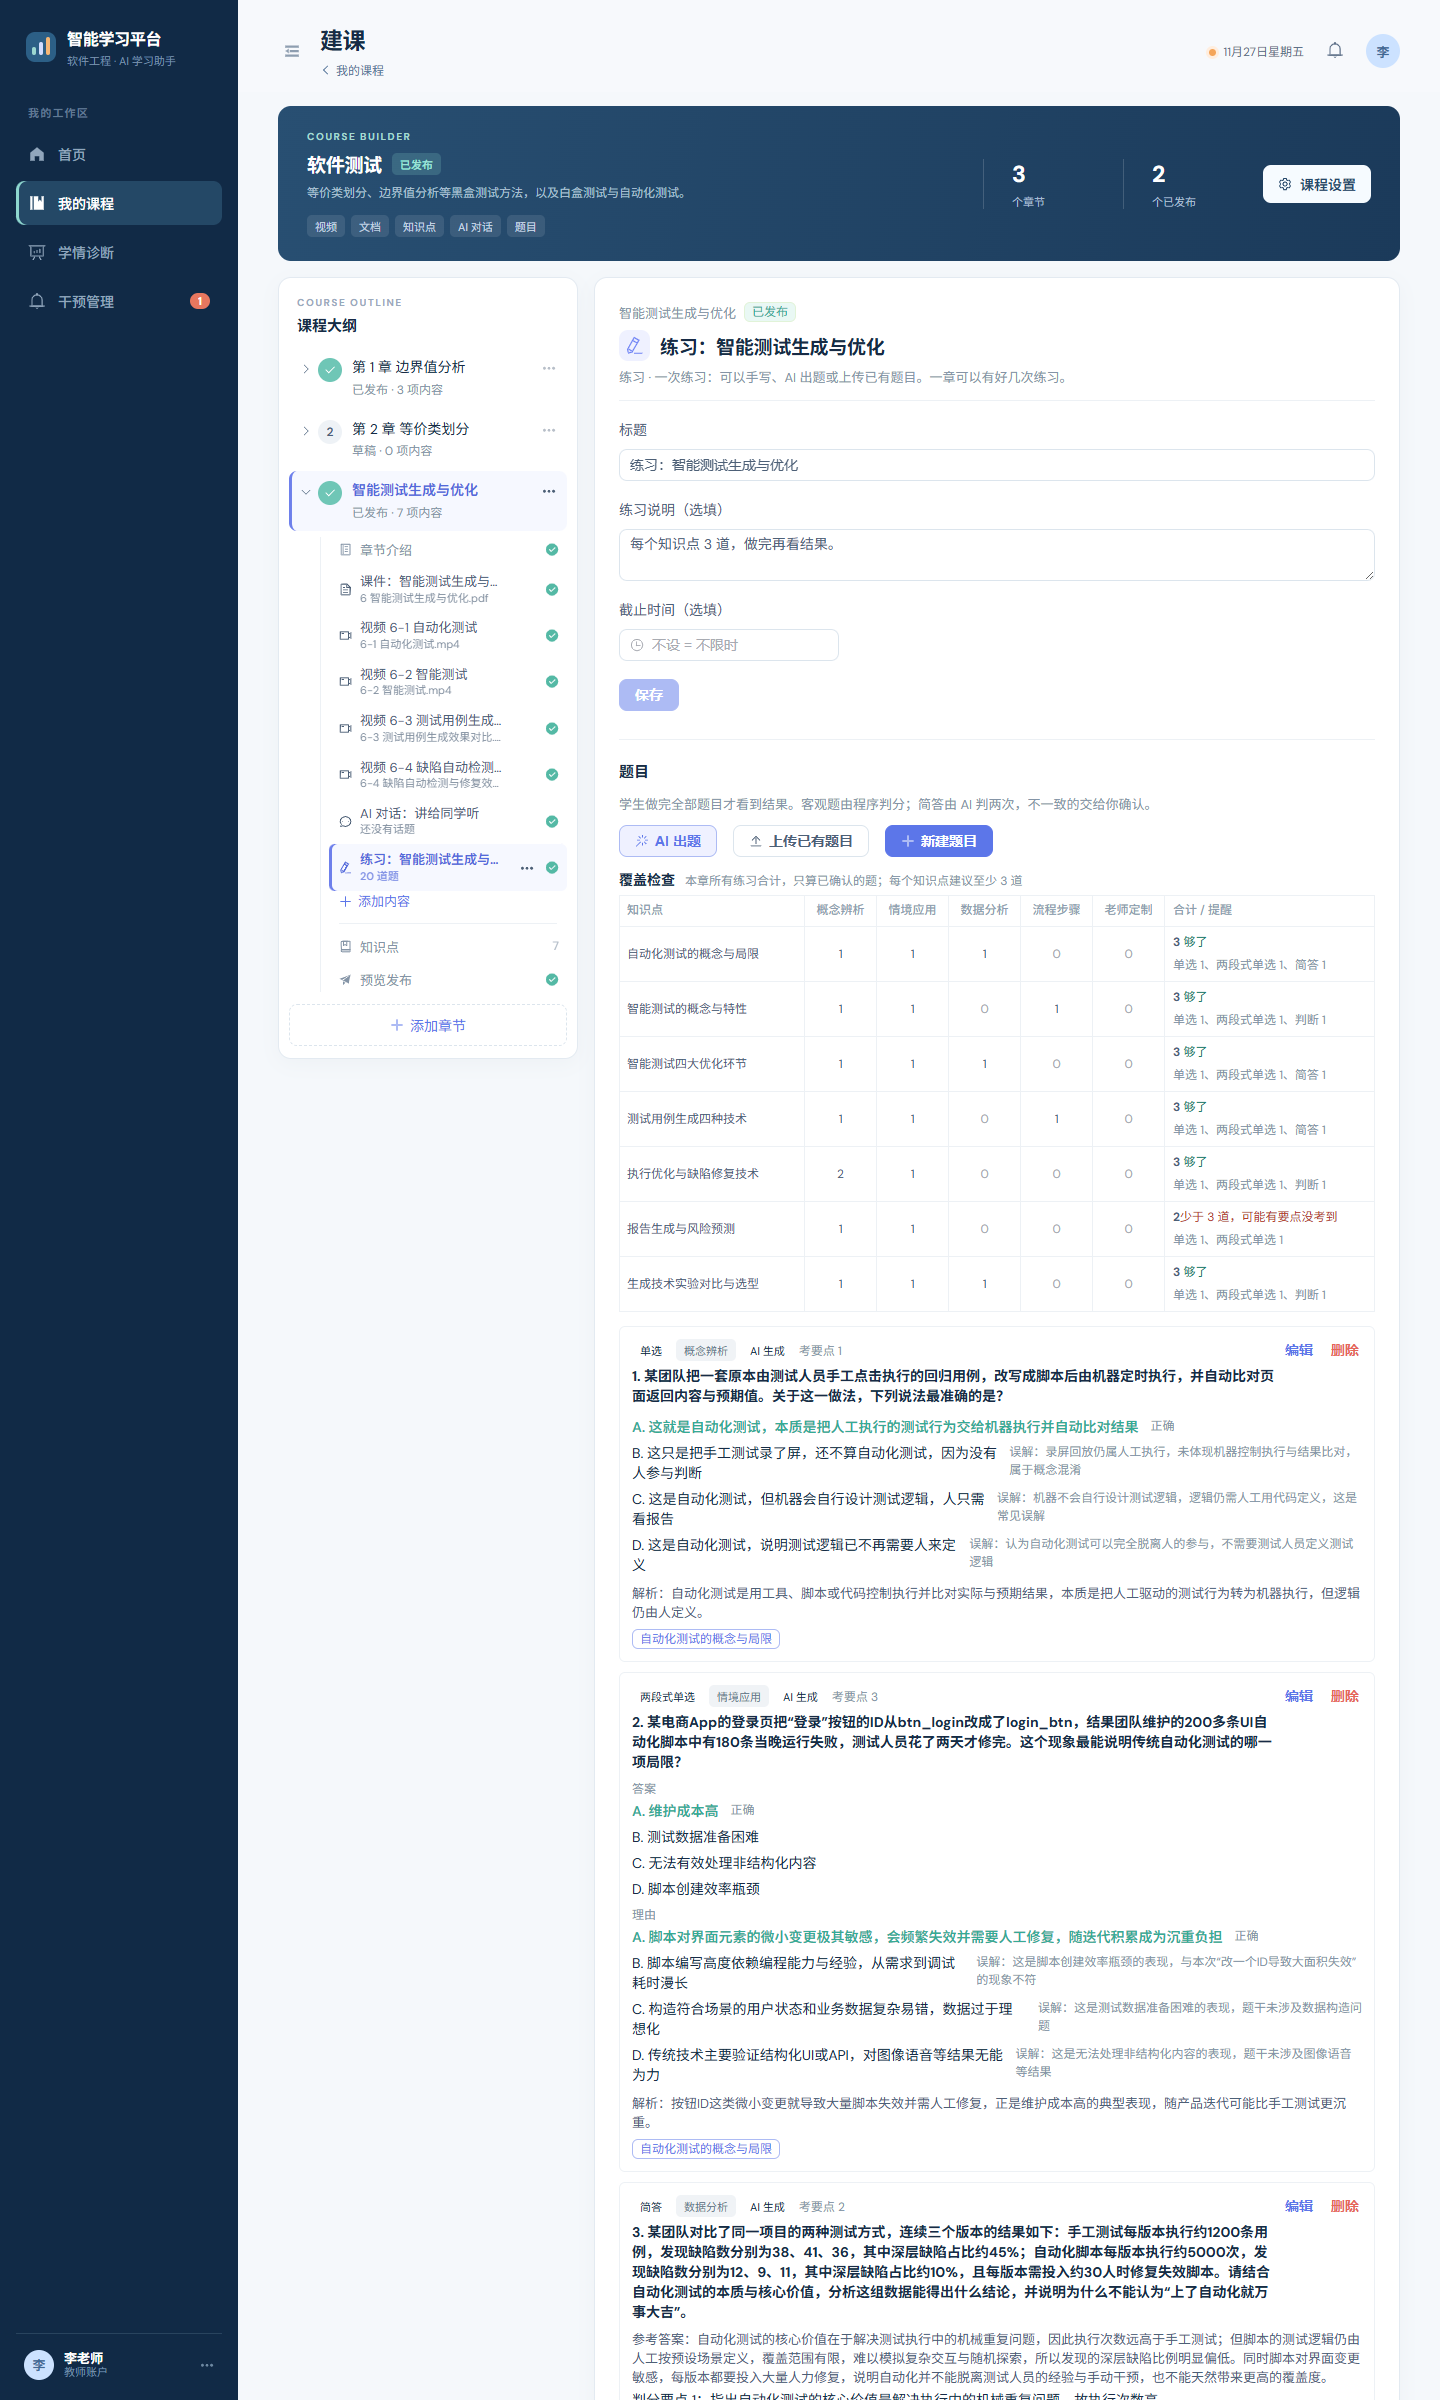 智能学习平台
软件工程 · AI 学习助手
我的工作区
首页
我的课程
学情诊断
干预管理
1
李
李老师
教师账户
建课
我的课程
11月27日星期五
李
COURSE BUILDER
软件测试 已发布
等价类划分、边界值分析等黑盒测试方法，以及白盒测试与自动化测试。
视频 文档 知识点 AI 对话 题目
3
个章节
2
个已发布
课程设置
COURSE OUTLINE
课程大纲
第 1 章 边界值分析
已发布 · 3 项内容
2
第 2 章 等价类划分
草稿 · 0 项内容
智能测试生成与优化
已发布 · 7 项内容
章节介绍
课件：智能测试生成与...
6 智能测试生成与优化.pdf
视频 6-1 自动化测试
6-1 自动化测试.mp4
视频 6-2 智能测试
6-2 智能测试.mp4
视频 6-3 测试用例生成...
6-3 测试用例生成效果对比...
视频 6-4 缺陷自动检测...
6-4 缺陷自动检测与修复效...
AI 对话：讲给同学听
还没有话题
练习：智能测试生成与...
20 道题
添加内容
知识点 7
预览发布
添加章节
智能测试生成与优化 已发布
练习：智能测试生成与优化
练习 · 一次练习：可以手写、AI 出题或上传已有题目。一章可以有好几次练习。
标题
练习：智能测试生成与优化
练习说明（选填）
每个知识点 3 道，做完再看结果。
截止时间（选填）
不设 = 不限时
保存
题目
学生做完全部题目才看到结果。客观题由程序判分；简答由 AI 判两次，不一致的交给你确认。
AI 出题 上传已有题目 新建题目
覆盖检查 本章所有练习合计，只算已确认的题；每个知识点建议至少 3 道
知识点 概念辨析 情境应用 数据分析 流程步骤 老师定制 合计 / 提醒
自动化测试的概念与局限 1 1 1 0 0 3 够了
单选 1、两段式单选 1、简答 1
智能测试的概念与特性 1 1 0 1 0 3 够了
单选 1、两段式单选 1、判断 1
智能测试四大优化环节 1 1 1 0 0 3 够了
单选 1、两段式单选 1、简答 1
测试用例生成四种技术 1 1 0 1 0 3 够了
单选 1、两段式单选 1、简答 1
执行优化与缺陷修复技术 2 1 0 0 0 3 够了
单选 1、两段式单选 1、判断 1
报告生成与风险预测 1 1 0 0 0 2少于 3 道，可能有要点没考到
单选 1、两段式单选 1
生成技术实验对比与选型 1 1 1 0 0 3 够了
单选 1、两段式单选 1、判断 1
单选 概念辨析 AI 生成 考要点 1 编辑 删除
1. 某团队把一套原本由测试人员手工点击执行的回归用例，改写成脚本后由机器定时执行，并自动比对页
面返回内容与预期值。关于这一做法，下列说法最准确的是？
A. 这就是自动化测试，本质是把人工执行的测试行为交给机器执行并自动比对结果 正确
B. 这只是把手工测试录了屏，还不算自动化测试，因为没有 误解：录屏回放仍属人工执行，未体现机器控制执行与结果比对，
人参与判断 属于概念混淆
C. 这是自动化测试，但机器会自行设计测试逻辑，人只需 误解：机器不会自行设计测试逻辑，逻辑仍需人工用代码定义，这是
看报告 常见误解
D. 这是自动化测试，说明测试逻辑已不再需要人来定 误解：认为自动化测试可以完全脱离人的参与，不需要测试人员定义测试
义 逻辑
解析：自动化测试是用工具、脚本或代码控制执行并比对实际与预期结果，本质是把人工驱动的测试行为转为机器执行，但逻辑
仍由人定义。
自动化测试的概念与局限
两段式单选 情境应用 AI 生成 考要点 3 编辑 删除
2. 某电商App的登录页把“登录”按钮的ID从btn_login改成了login_btn，结果团队维护的200多条UI自
动化脚本中有180条当晚运行失败，测试人员花了两天才修完。这个现象最能说明传统自动化测试的哪一
项局限？
答案
A. 维护成本高 正确
B. 测试数据准备困难
C. 无法有效处理非结构化内容
D. 脚本创建效率瓶颈
理由
A. 脚本对界面元素的微小变更极其敏感，会频繁失效并需要人工修复，随迭代积累成为沉重负担 正确
B. 脚本编写高度依赖编程能力与经验，从需求到调试 误解：这是脚本创建效率瓶颈的表现，与本次“改一个ID导致大面积失效”
耗时漫长 的现象不符
C. 构造符合场景的用户状态和业务数据复杂易错，数据过于理 误解：这是测试数据准备困难的表现，题干未涉及数据构造问
想化 题
D. 传统技术主要验证结构化UI或API，对图像语音等结果无能 误解：这是无法处理非结构化内容的表现，题干未涉及图像语音
为力 等结果
解析：按钮ID这类微小变更就导致大量脚本失效并需人工修复，正是维护成本高的典型表现，随产品迭代可能比手工测试更沉
重。
自动化测试的概念与局限
简答 数据分析 AI 生成 考要点 2 编辑 删除
3. 某团队对比了同一项目的两种测试方式，连续三个版本的结果如下：手工测试每版本执行约1200条用
例，发现缺陷数分别为38、41、36，其中深层缺陷占比约45%；自动化脚本每版本执行约5000次，发
现缺陷数分别为12、9、11，其中深层缺陷占比约10%，且每版本需投入约30人时修复失效脚本。请结合
自动化测试的本质与核心价值，分析这组数据能得出什么结论，并说明为什么不能认为“上了自动化就万
事大吉”。
参考答案：自动化测试的核心价值在于解决测试执行中的机械重复问题，因此执行次数远高于手工测试；但脚本的测试逻辑仍由
人工按预设场景定义，覆盖范围有限，难以模拟复杂交互与随机探索，所以发现的深层缺陷比例明显偏低。同时脚本对界面变更
敏感，每版本都要投入大量人力修复，说明自动化并不能脱离测试人员的经验与手动干预，也不能天然带来更高的覆盖度。
判分要点 1：指出自动化测试的核心价值是解决执行中的机械重复问题，故执行次数高